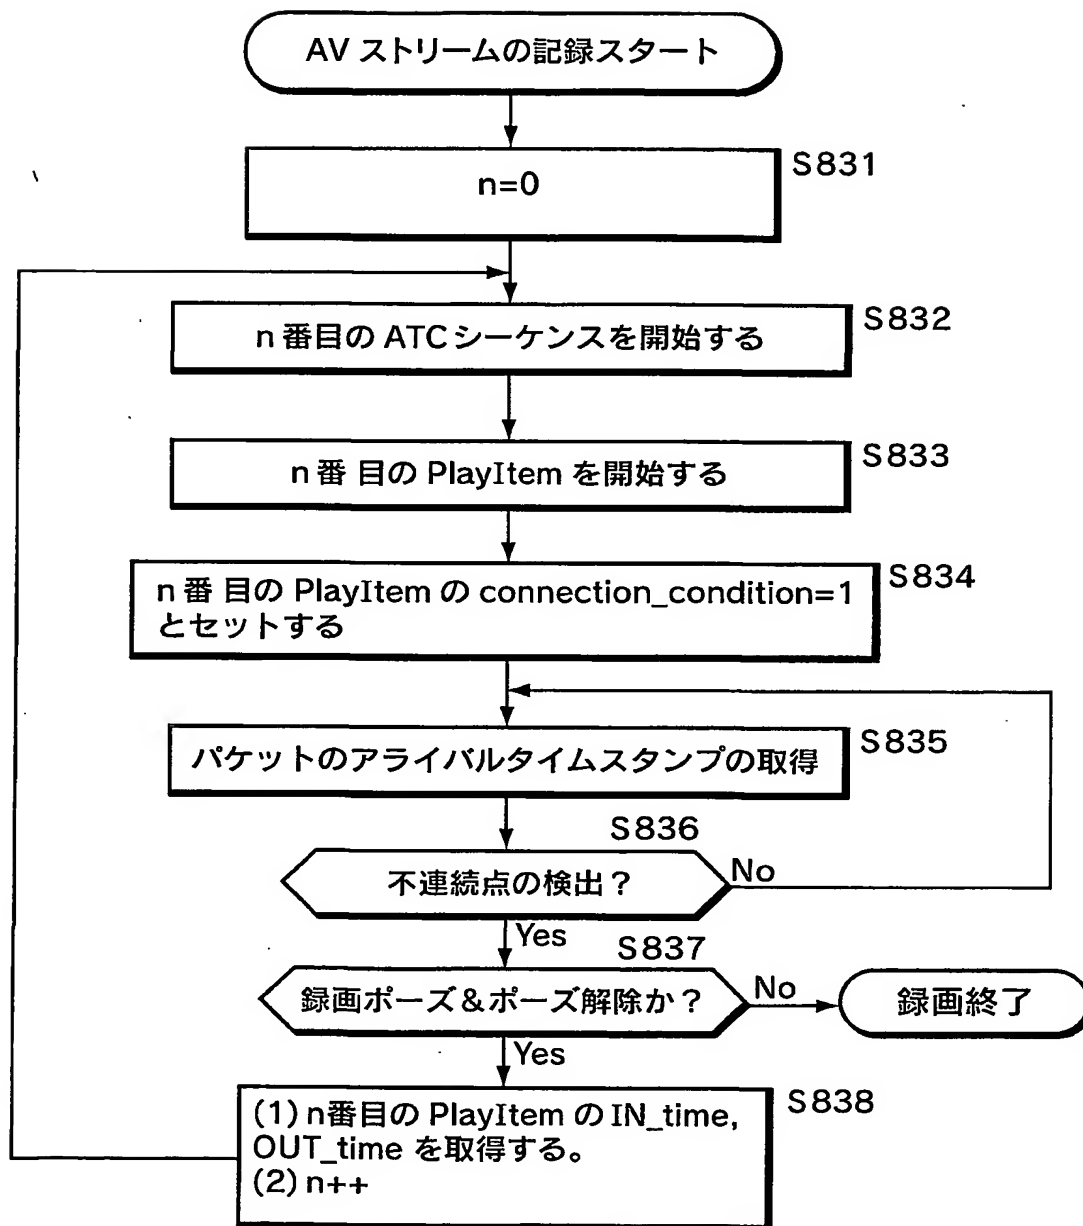 AV ストリームの記録スタート
S831
n=0
S832
n 番目の ATC シーケンスを開始する
S833
n 番 目の PlayItem を開始する
S834
n 番 目の PlayItem の connection_condition=1
とセットする
S835
パケットのアライバルタイムスタンプの取得
S836
不連続点の検出？
No
Yes
S837
録画ポーズ＆ポーズ解除か？
No
録画終了
Yes
S838
(1) n番目の PlayItem の IN_time,
OUT_time を取得する。
(2) n++